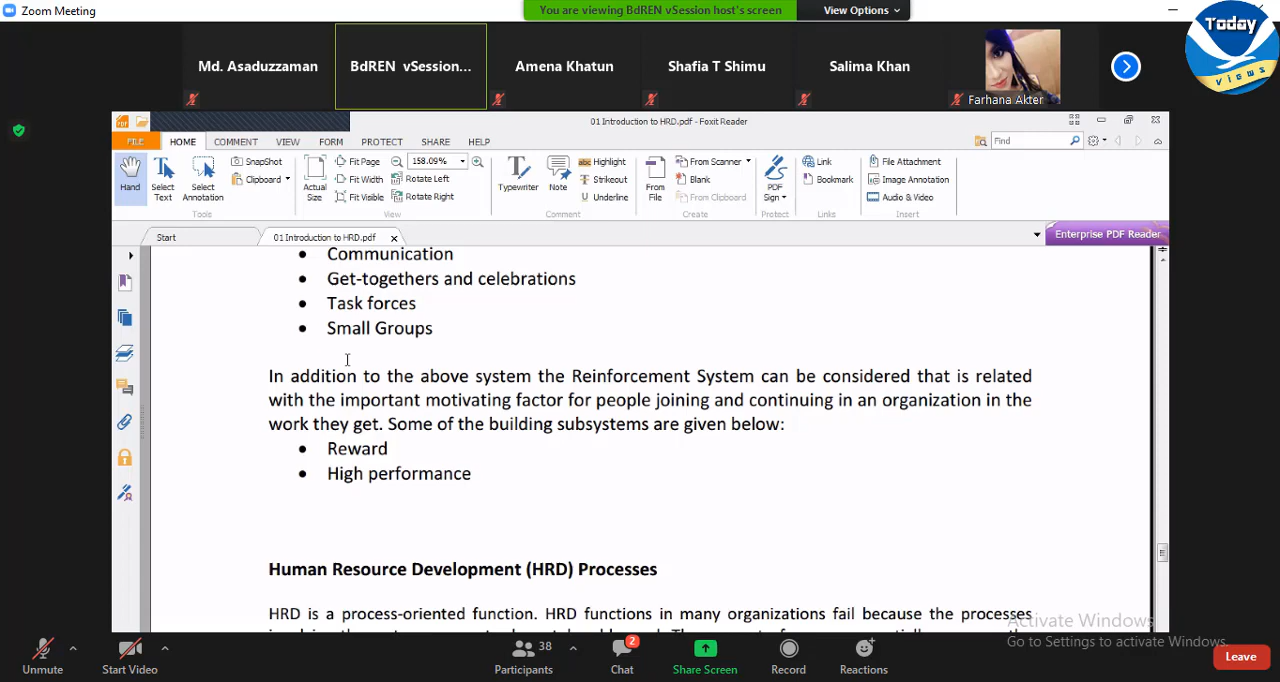 Zoom Meeting
You are viewing BdREN vSession host's screen
View Options
Today
views
Md. Asaduzzaman
BdREN vSession...
Amena Khatun
Shafia T Shimu
Salima Khan
Farhana Akter
01 Introduction to HRD.pdf - Foxit Reader
FILE HOME COMMENT VIEW FORM PROTECT SHARE HELP
Find
Hand
Select Text
Select Annotation
SnapShot
Clipboard
Tools
Actual Size
Fit Page
Fit Width
Fit Visible
158.09%
Rotate Left
Rotate Right
View
Typewriter
Note
Highlight
Strikeout
Underline
Comment
From File
From Scanner
Blank
From Clipboard
Create
PDF Sign
Protect
Link
Bookmark
Links
File Attachment
Image Annotation
Audio & Video
Insert
Start
01 Introduction to HRD.pdf
Enterprise PDF Reader
• Communication
• Get-togethers and celebrations
• Task forces
• Small Groups
In addition to the above system the Reinforcement System can be considered that is related
with the important motivating factor for people joining and continuing in an organization in the
work they get. Some of the building subsystems are given below:
• Reward
• High performance
Human Resource Development (HRD) Processes
HRD is a process-oriented function. HRD functions in many organizations fail because the processes
Activate Windows
Go to Settings to activate Windows.
Unmute
Start Video
Participants
38
Chat
2
Share Screen
Record
Reactions
Leave